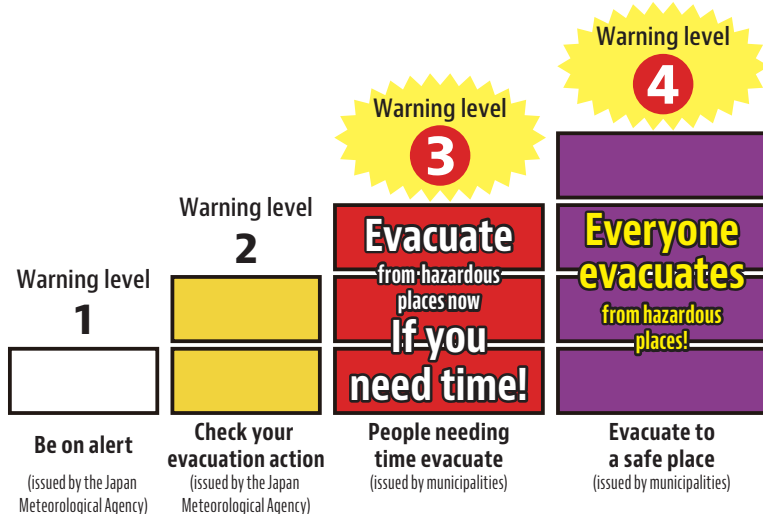 Warning level
1
Be on alert
(issued by the Japan
Meteorological Agency)
Warning level
2
Check your
evacuation action
(issued by the Japan
Meteorological Agency)
Warning level
3
Evacuate
from hazardous
places now
If you
need time!
People needing
time evacuate
(issued by municipalities)
Warning level
4
Everyone
evacuates
from hazardous
places!
Evacuate to
a safe place
(issued by municipalities)